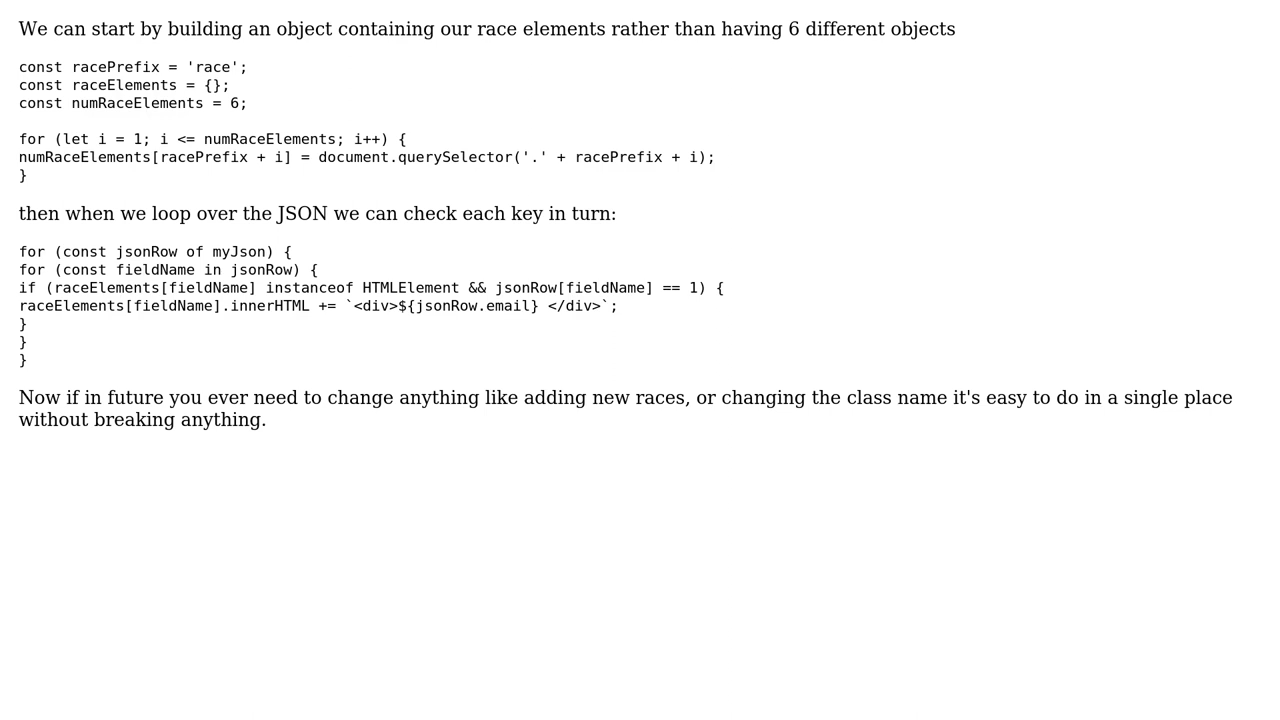 We can start by building an object containing our race elements rather than having 6 different objects
const racePrefix = 'race';
const raceElements = {};
const numRaceElements = 6;
for (let i = 1; i <= numRaceElements; i++) {
numRaceElements[racePrefix + i] = document.querySelector('.' + racePrefix + i);
}
then when we loop over the JSON we can check each key in turn:
for (const jsonRow of myJson) {
for (const fieldName in jsonRow) {
if (raceElements[fieldName] instanceof HTMLElement && jsonRow[fieldName] == 1) {
raceElements[fieldName].innerHTML += `<div>${jsonRow.email} </div>`;
}
}
}
Now if in future you ever need to change anything like adding new races, or changing the class name it's easy to do in a single place
without breaking anything.